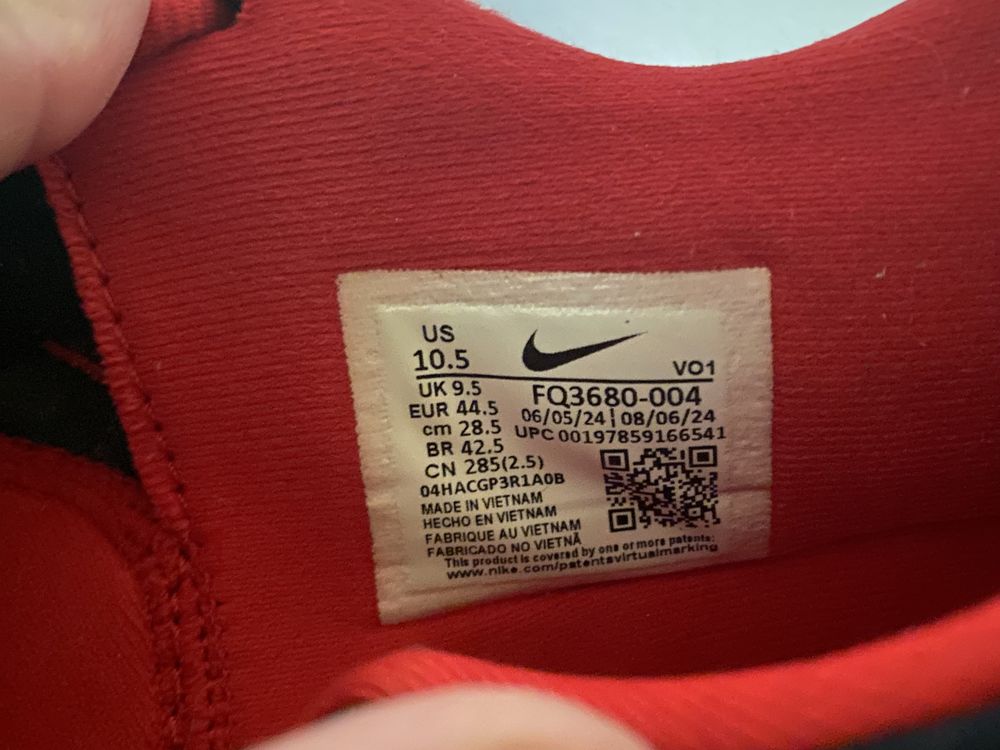 US
10.5
VO1
UK 9.5
EUR 44.5
cm 28.5
BR 42.5
CN 285(2.5)
FQ3680-004
06/05/24 | 08/06/24
UPC 00197859166541
04HACGP3R1A0B
MADE IN VIETNAM
HECHO EN VIETNAM
FABRIQUE AU VIETNAM
FABRICADO NO VIETNÃ
This product is covered by one or more patents:
www.nike.com/patentsvirtualmarking